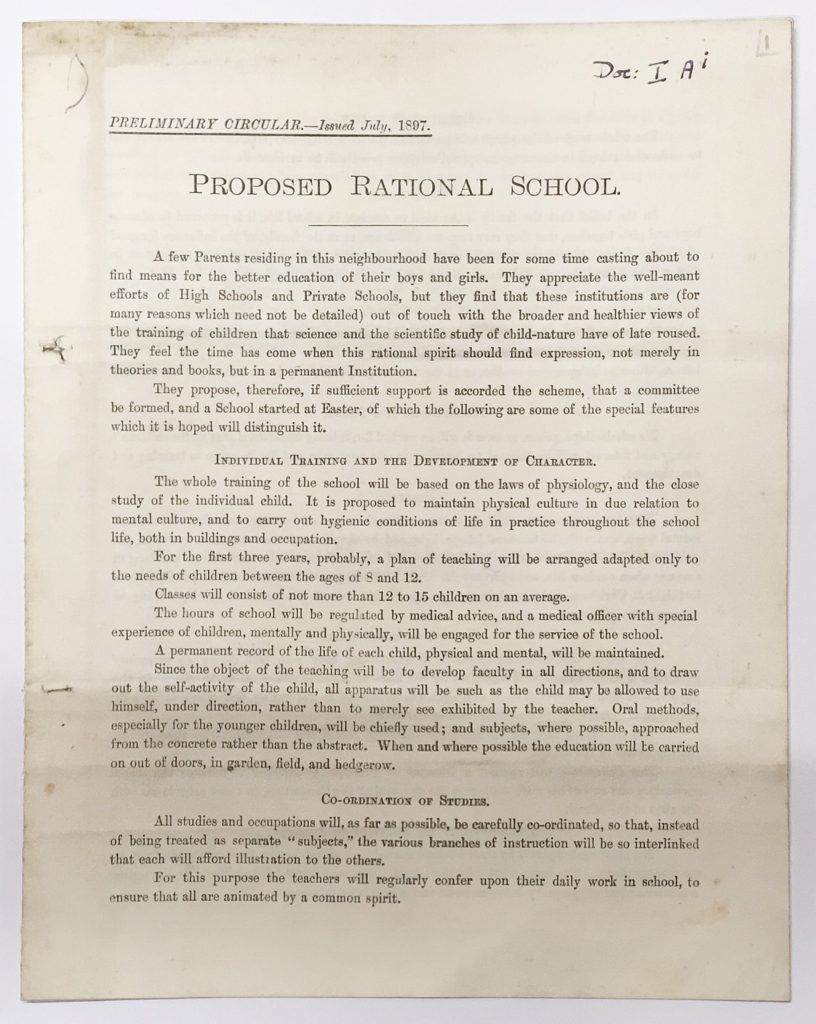 1
Doc: I A i
PRELIMINARY CIRCULAR.—Issued July, 1897.
PROPOSED RATIONAL SCHOOL.
A few Parents residing in this neighbourhood have been for some time casting about to
find means for the better education of their boys and girls. They appreciate the well-meant
efforts of High Schools and Private Schools, but they find that these institutions are (for
many reasons which need not be detailed) out of touch with the broader and healthier views of
the training of children that science and the scientific study of child-nature have of late roused.
They feel the time has come when this rational spirit should find expression, not merely in
theories and books, but in a permanent Institution.
They propose, therefore, if sufficient support is accorded the scheme, that a committee
be formed, and a School started at Easter, of which the following are some of the special features
which it is hoped will distinguish it.
INDIVIDUAL TRAINING AND THE DEVELOPMENT OF CHARACTER.
The whole training of the school will be based on the laws of physiology, and the close
study of the individual child. It is proposed to maintain physical culture in due relation to
mental culture, and to carry out hygienic conditions of life in practice throughout the school
life, both in buildings and occupation.
For the first three years, probably, a plan of teaching will be arranged adapted only to
the needs of children between the ages of 8 and 12.
Classes will consist of not more than 12 to 15 children on an average.
The hours of school will be regulated by medical advice, and a medical officer with special
experience of children, mentally and physically, will be engaged for the service of the school.
A permanent record of the life of each child, physical and mental, will be maintained.
Since the object of the teaching will be to develop faculty in all directions, and to draw
out the self-activity of the child, all apparatus will be such as the child may be allowed to use
himself, under direction, rather than to merely see exhibited by the teacher. Oral methods,
especially for the younger children, will be chiefly used; and subjects, where possible, approached
from the concrete rather than the abstract. When and where possible the education will be carried
on out of doors, in garden, field, and hedgerow.
CO-ORDINATION OF STUDIES.
All studies and occupations will, as far as possible, be carefully co-ordinated, so that, instead
of being treated as separate "subjects," the various branches of instruction will be so interlinked
that each will afford illustration to the others.
For this purpose the teachers will regularly confer upon their daily work in school, to
ensure that all are animated by a common spirit.